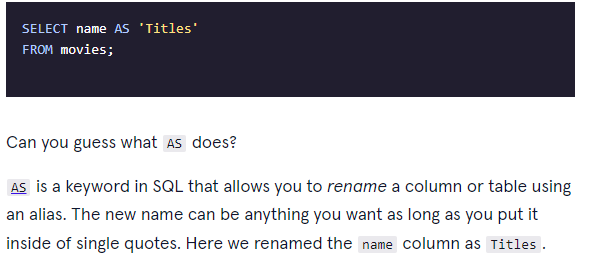 SELECT name AS 'Titles'
FROM movies;
Can you guess what AS does?
AS is a keyword in SQL that allows you to rename a column or table using
an alias. The new name can be anything you want as long as you put it
inside of single quotes. Here we renamed the name column as Titles.